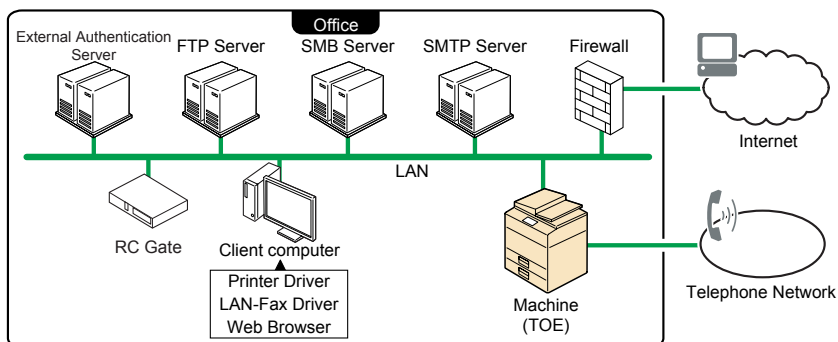 Office
External Authentication
Server
FTP Server
SMB Server
SMTP Server
Firewall
Internet
LAN
RC Gate
Client computer
Printer Driver
LAN-Fax Driver
Web Browser
Machine
(TOE)
Telephone Network